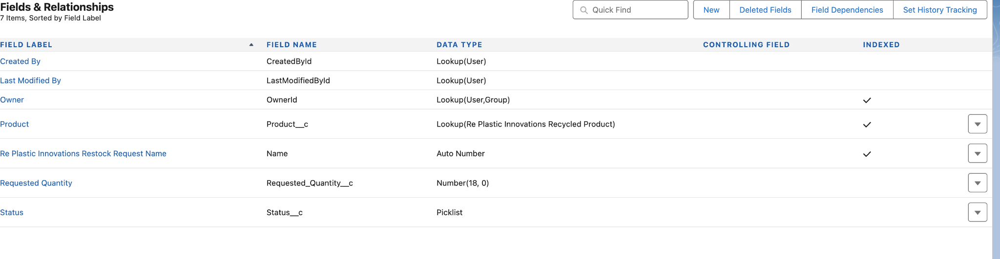 Fields & Relationships
7 Items, Sorted by Field Label
Quick Find
New
Deleted Fields
Field Dependencies
Set History Tracking
FIELD LABEL FIELD NAME DATA TYPE CONTROLLING FIELD INDEXED
Created By CreatedById Lookup(User)
Last Modified By LastModifiedById Lookup(User)
Owner OwnerId Lookup(User,Group)
Product Product__c Lookup(Re Plastic Innovations Recycled Product)
Re Plastic Innovations Restock Request Name Name Auto Number
Requested Quantity Requested_Quantity__c Number(18, 0)
Status Status__c Picklist